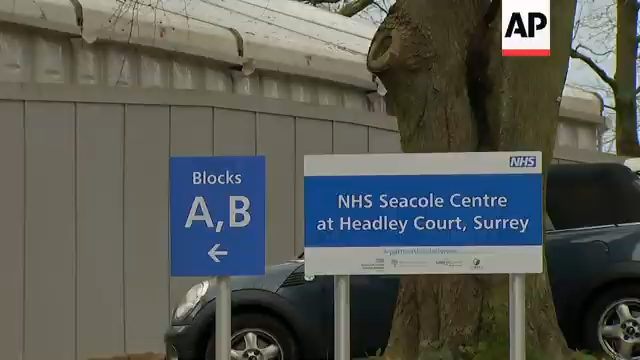 AP
Blocks
A, B
←
NHS
NHS Seacole Centre
at Headley Court, Surrey